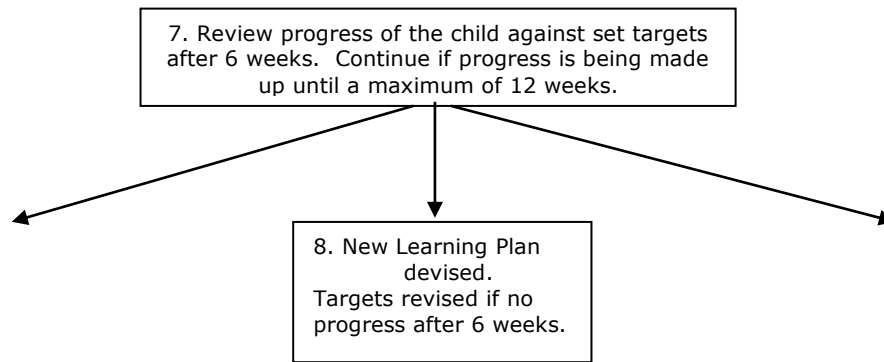 7. Review progress of the child against set targets
after 6 weeks.  Continue if progress is being made
up until a maximum of 12 weeks.
8. New Learning Plan
devised.
Targets revised if no
progress after 6 weeks.